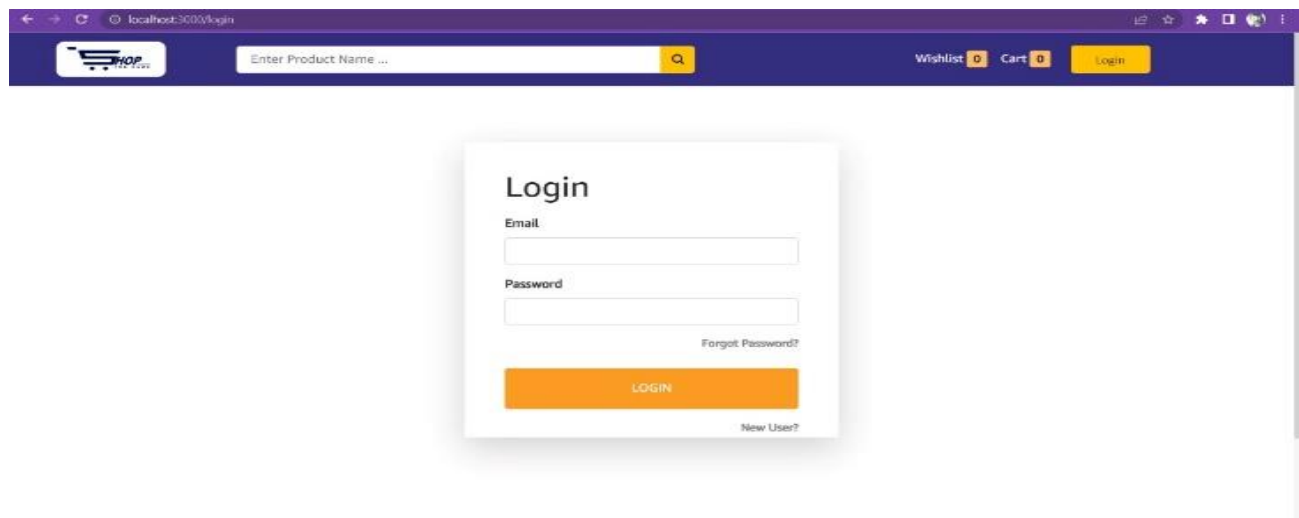 localhost:3000/login
SHOP
Enter Product Name ...
Wishlist 0 Cart 0 Login
Login
Email
Password
Forgot Password?
LOGIN
New User?